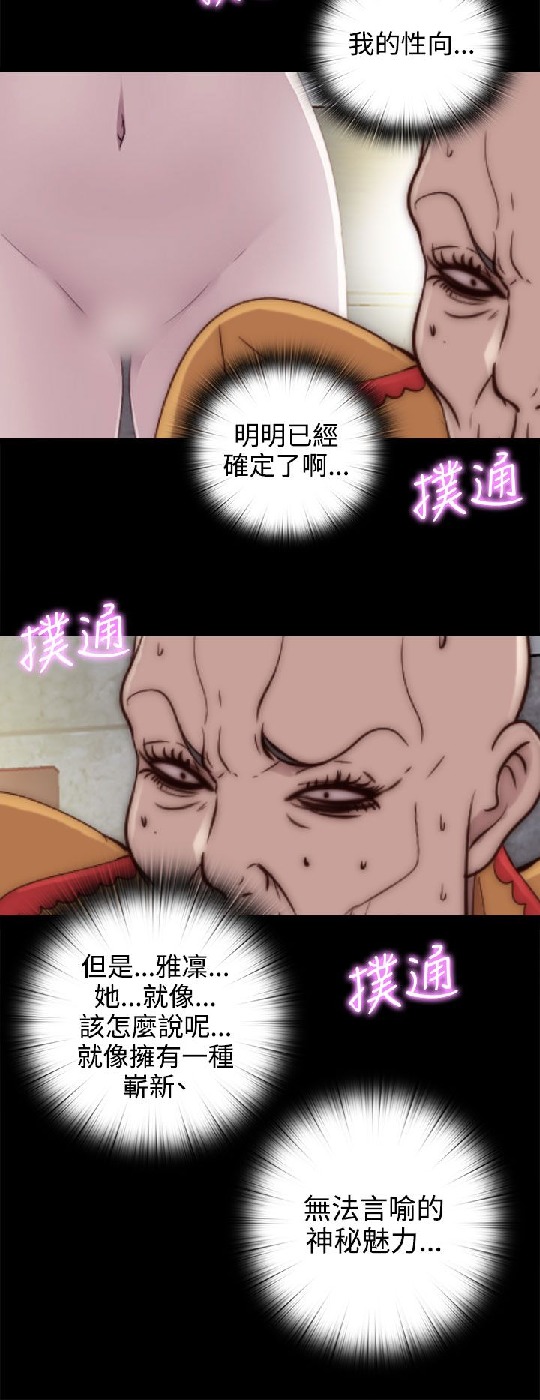 我的性向...
明明已經
確定了啊...
撲通
撲通
但是...雅凜...
她...就像...
該怎麼說呢...
就像擁有一種
嶄新、
撲通
無法言喻的
神秘魅力...